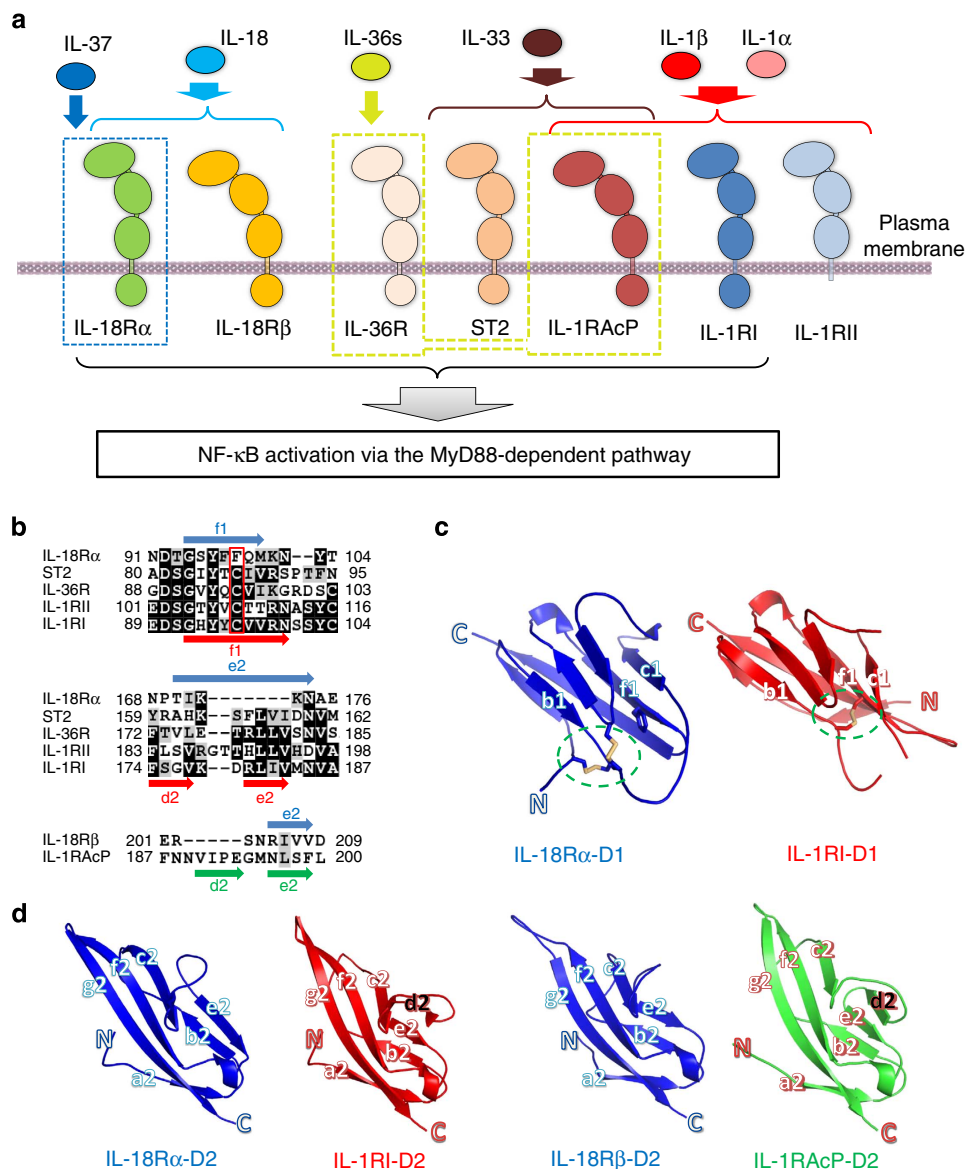 a
IL-37 IL-18 IL-36s IL-33 IL-1β IL-1α
Plasma
membrane
IL-18Rα IL-18Rβ IL-36R ST2 IL-1RAcP IL-1RI IL-1RII
NF-κB activation via the MyD88-dependent pathway
b
f1
IL-18Rα 91 NDTGSYFFQMKN--YT 104
ST2 80 ADSGIYTCIVRSPTFN 95
IL-36R 88 GDSGVYQCVIKGRDSC 103
IL-1RII 101 EDSGTYVCTTRNASYC 116
IL-1RI 89 EDSGHYYCVVRNSSYC 104
f1
e2
IL-18Rα 168 NPTIK-------KNAE 176
ST2 159 YRAHK--SFLVIDNVM 162
IL-36R 172 FTVLE--TRLLVSNVS 185
IL-1RII 183 FLSVRGTTHLLVHDVA 198
IL-1RI 174 FSGVK--DRLIVMNVA 187
d2 e2
e2
IL-18Rβ 201 ER-----SNRIVVD 209
IL-1RAcP 187 FNNVIPEGMNLSFL 200
d2 e2
c
C b1 f1 c1 N
IL-18Rα-D1
C b1 f1 c1 N
IL-1RI-D1
d
g2 f2 c2 e2 b2 N a2 C
IL-18Rα-D2
g2 f2 c2 d2 e2 b2 N a2 C
IL-1RI-D2
g2 f2 c2 e2 b2 N a2 C
IL-18Rβ-D2
g2 f2 c2 d2 e2 b2 N a2 C
IL-1RAcP-D2